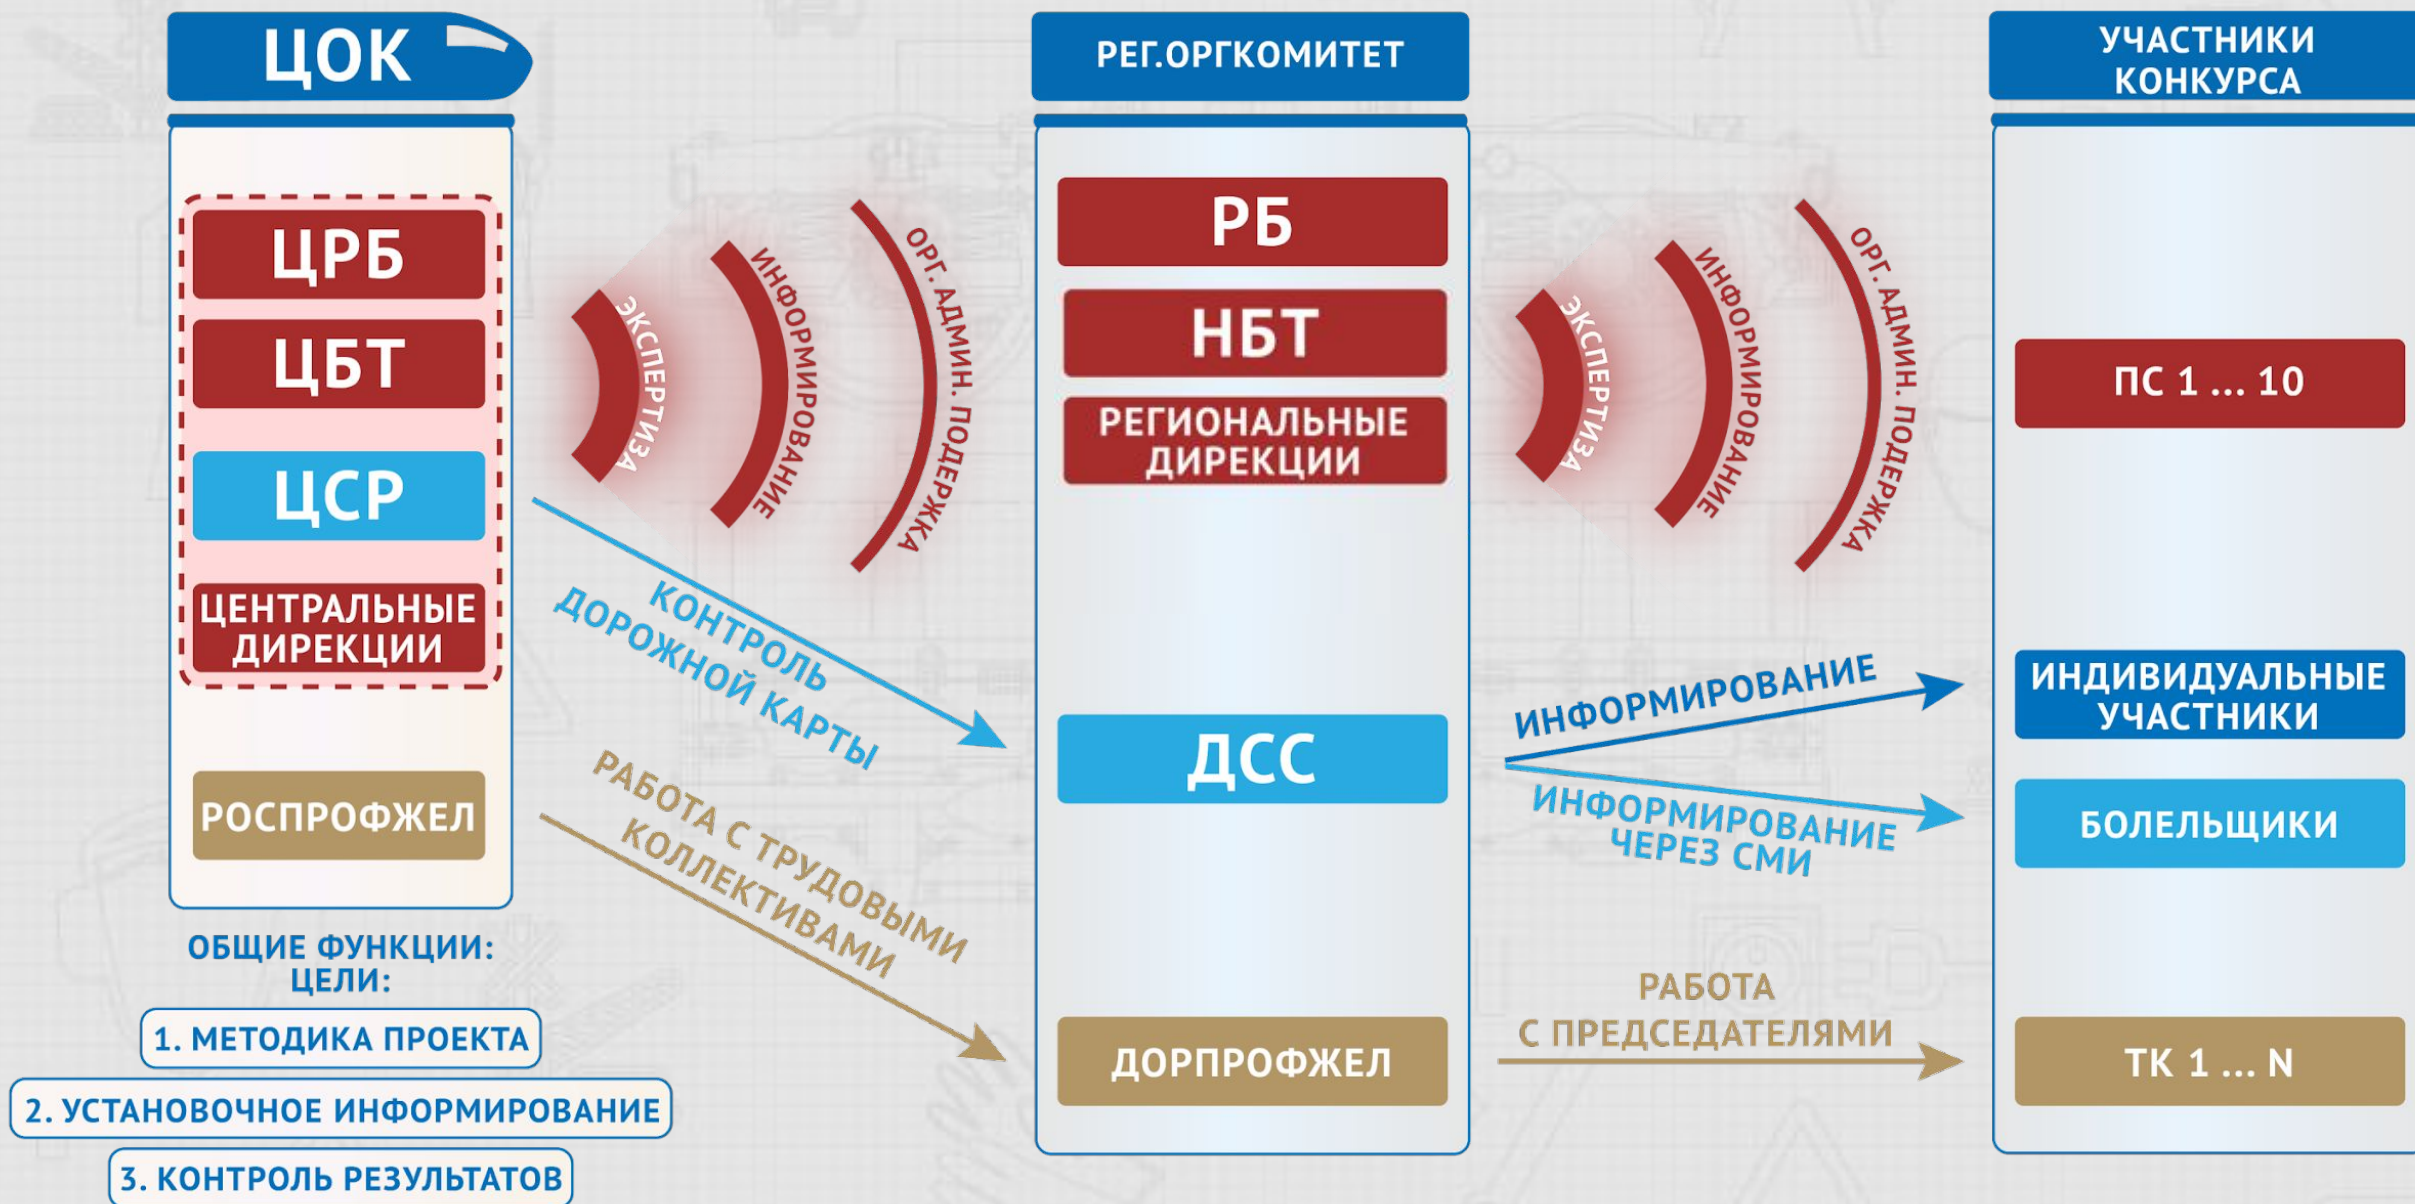 ЦОК
ЦРБ
ЦБТ
ЦСР
ЦЕНТРАЛЬНЫЕ
ДИРЕКЦИИ
РОСПРОФЖЕЛ
ОБЩИЕ ФУНКЦИИ:
ЦЕЛИ:
1. МЕТОДИКА ПРОЕКТА
2. УСТАНОВОЧНОЕ ИНФОРМИРОВАНИЕ
3. КОНТРОЛЬ РЕЗУЛЬТАТОВ
ЭКСПЕРТИЗА
ИНФОРМИРОВАНИЕ
ОРГ. АДМИН. ПОДЕРЖКА
КОНТРОЛЬ
ДОРОЖНОЙ КАРТЫ
РАБОТА С ТРУДОВЫМИ
КОЛЛЕКТИВАМИ
РЕГ.ОРГКОМИТЕТ
РБ
НБТ
РЕГИОНАЛЬНЫЕ
ДИРЕКЦИИ
ДСС
ДОРПРОФЖЕЛ
ЭКСПЕРТИЗА
ИНФОРМИРОВАНИЕ
ОРГ. АДМИН. ПОДЕРЖКА
ИНФОРМИРОВАНИЕ
ИНФОРМИРОВАНИЕ
ЧЕРЕЗ СМИ
РАБОТА
С ПРЕДСЕДАТЕЛЯМИ
УЧАСТНИКИ
КОНКУРСА
ПС 1 ... 10
ИНДИВИДУАЛЬНЫЕ
УЧАСТНИКИ
БОЛЕЛЬЩИКИ
ТК 1 ... N